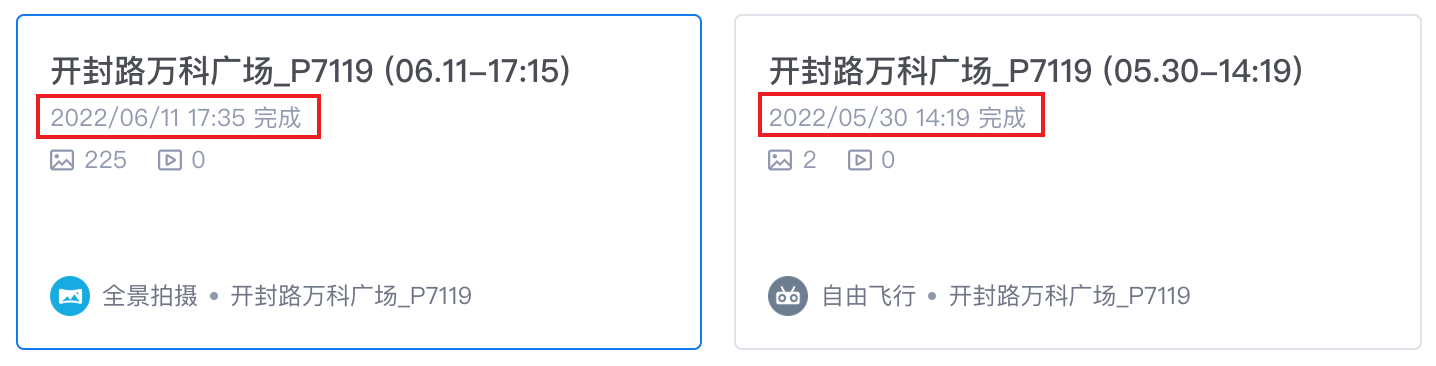 开封路万科广场_P7119 (06.11–17:15)
2022/06/11 17:35 完成
225 0
全景拍摄 • 开封路万科广场_P7119
开封路万科广场_P7119 (05.30–14:19)
2022/05/30 14:19 完成
2 0
自由飞行 • 开封路万科广场_P7119